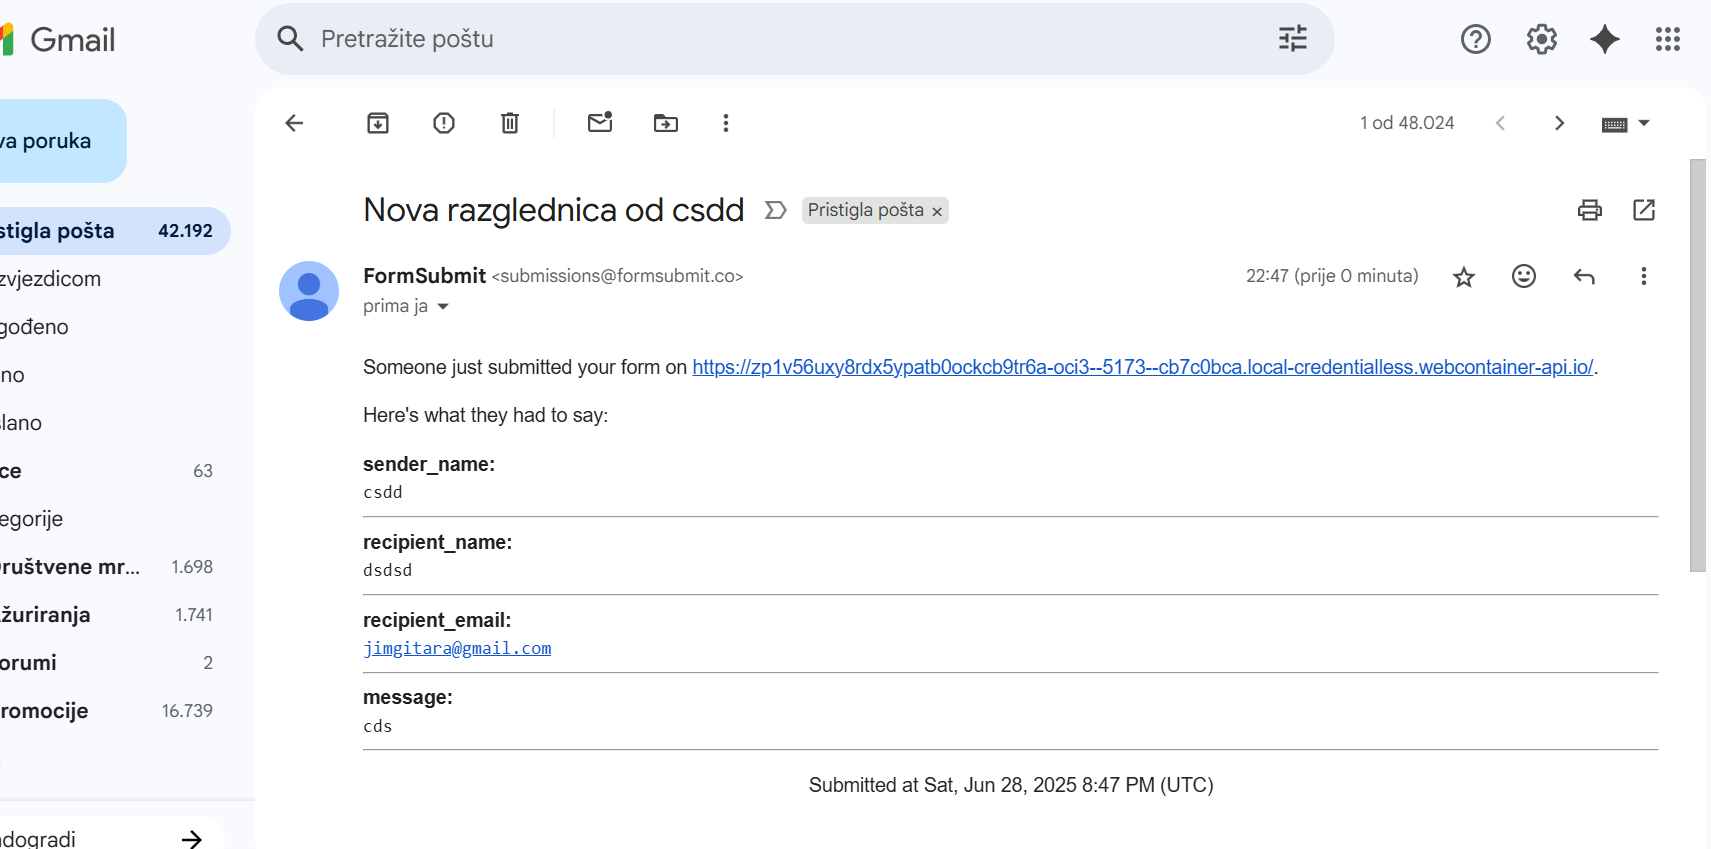 Gmail
Pretražite poštu
va poruka
1 od 48.024
stigla pošta 42.192
zvjezdicom
gođeno
no
lano
ce 63
egorije
ruštvene mr... 1.698
žuriranja 1.741
orumi 2
romocije 16.739
dogradi
Nova razglednica od csdd
Pristigla pošta ×
FormSubmit <submissions@formsubmit.co>
22:47 (prije 0 minuta)
prima ja
Someone just submitted your form on https://zp1v56uxy8rdx5ypatb0ockcb9tr6a-oci3--5173--cb7c0bca.local-credentialless.webcontainer-api.io/.
Here's what they had to say:
sender_name:
csdd
recipient_name:
dsdsd
recipient_email:
jimgitara@gmail.com
message:
cds
Submitted at Sat, Jun 28, 2025 8:47 PM (UTC)